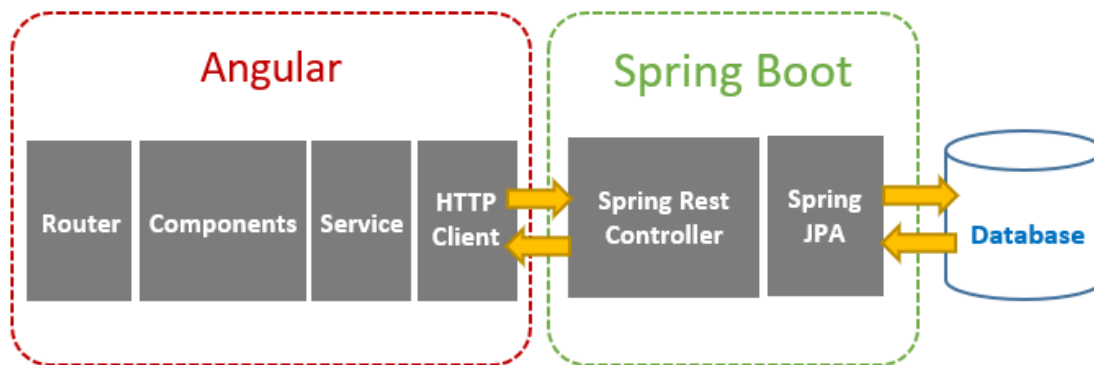 Angular
Router
Components
Service
HTTP
Client
Spring Boot
Spring Rest
Controller
Spring
JPA
Database